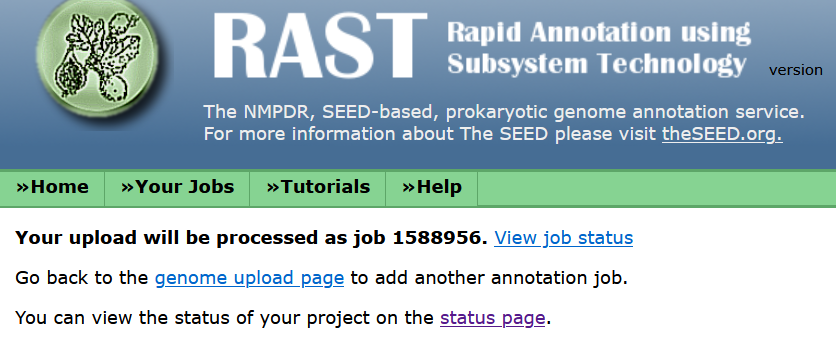 RAST Rapid Annotation using
Subsystem Technology version
The NMPDR, SEED-based, prokaryotic genome annotation service.
For more information about The SEED please visit theSEED.org.
»Home »Your Jobs »Tutorials »Help
Your upload will be processed as job 1588956. View job status
Go back to the genome upload page to add another annotation job.
You can view the status of your project on the status page.